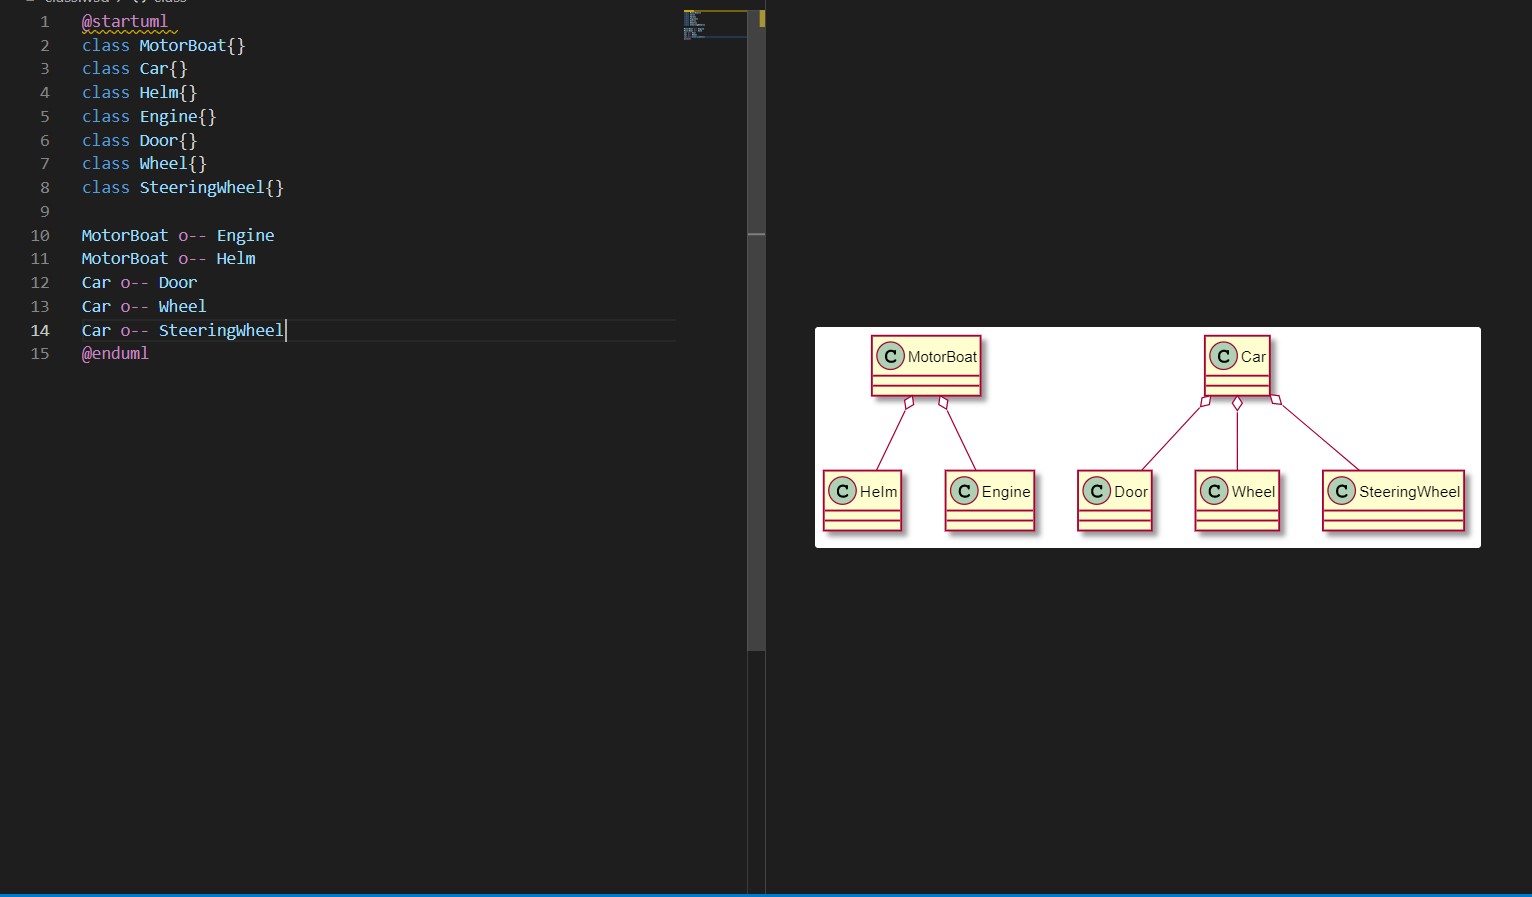 1 @startuml
2 class MotorBoat{}
3 class Car{}
4 class Helm{}
5 class Engine{}
6 class Door{}
7 class Wheel{}
8 class SteeringWheel{}
9
10 MotorBoat o-- Engine
11 MotorBoat o-- Helm
12 Car o-- Door
13 Car o-- Wheel
14 Car o-- SteeringWheel
15 @enduml
C MotorBoat
C Car
C Helm
C Engine
C Door
C Wheel
C SteeringWheel